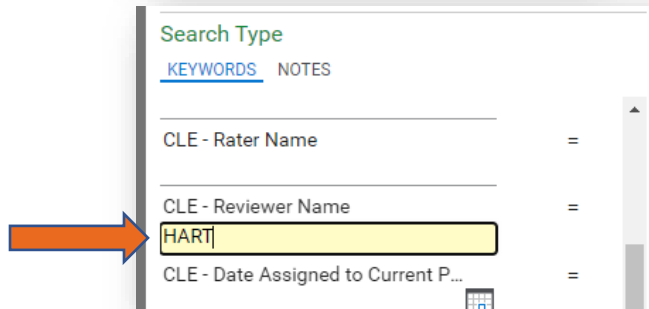 Search Type
KEYWORDS NOTES
CLE - Rater Name =
CLE - Reviewer Name =
HART
CLE - Date Assigned to Current P... =